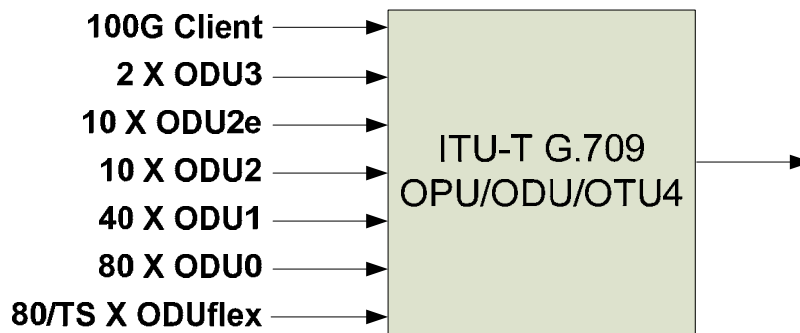 100G Client
2 X ODU3
10 X ODU2e
10 X ODU2
40 X ODU1
80 X ODU0
80/TS X ODUflex
ITU-T G.709
OPU/ODU/OTU4